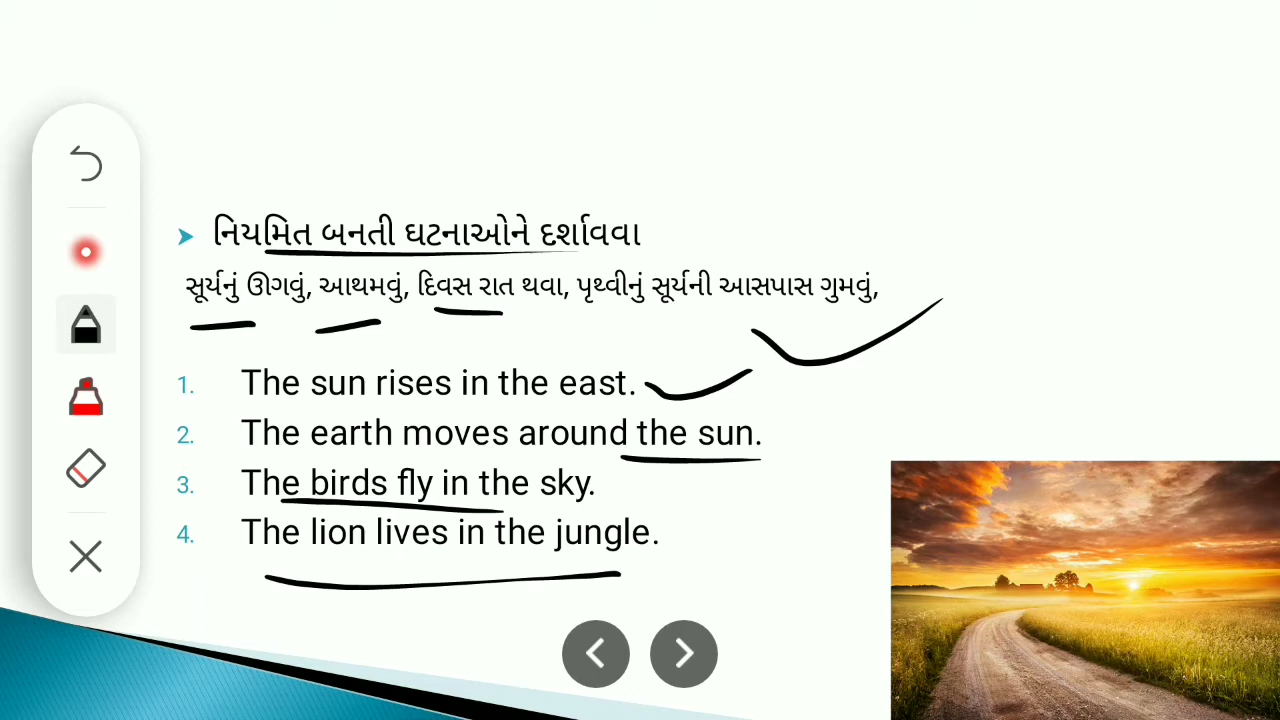 ➤ નિયમિત બનતી ઘટનાઓને દર્શાવવા
સૂર્યનું ઊગવું, આથમવું, દિવસ રાત થવા, પૃથ્વીનું સૂર્યની આસપાસ ગુમવું,
1. The sun rises in the east.
2. The earth moves around the sun.
3. The birds fly in the sky.
4. The lion lives in the jungle.